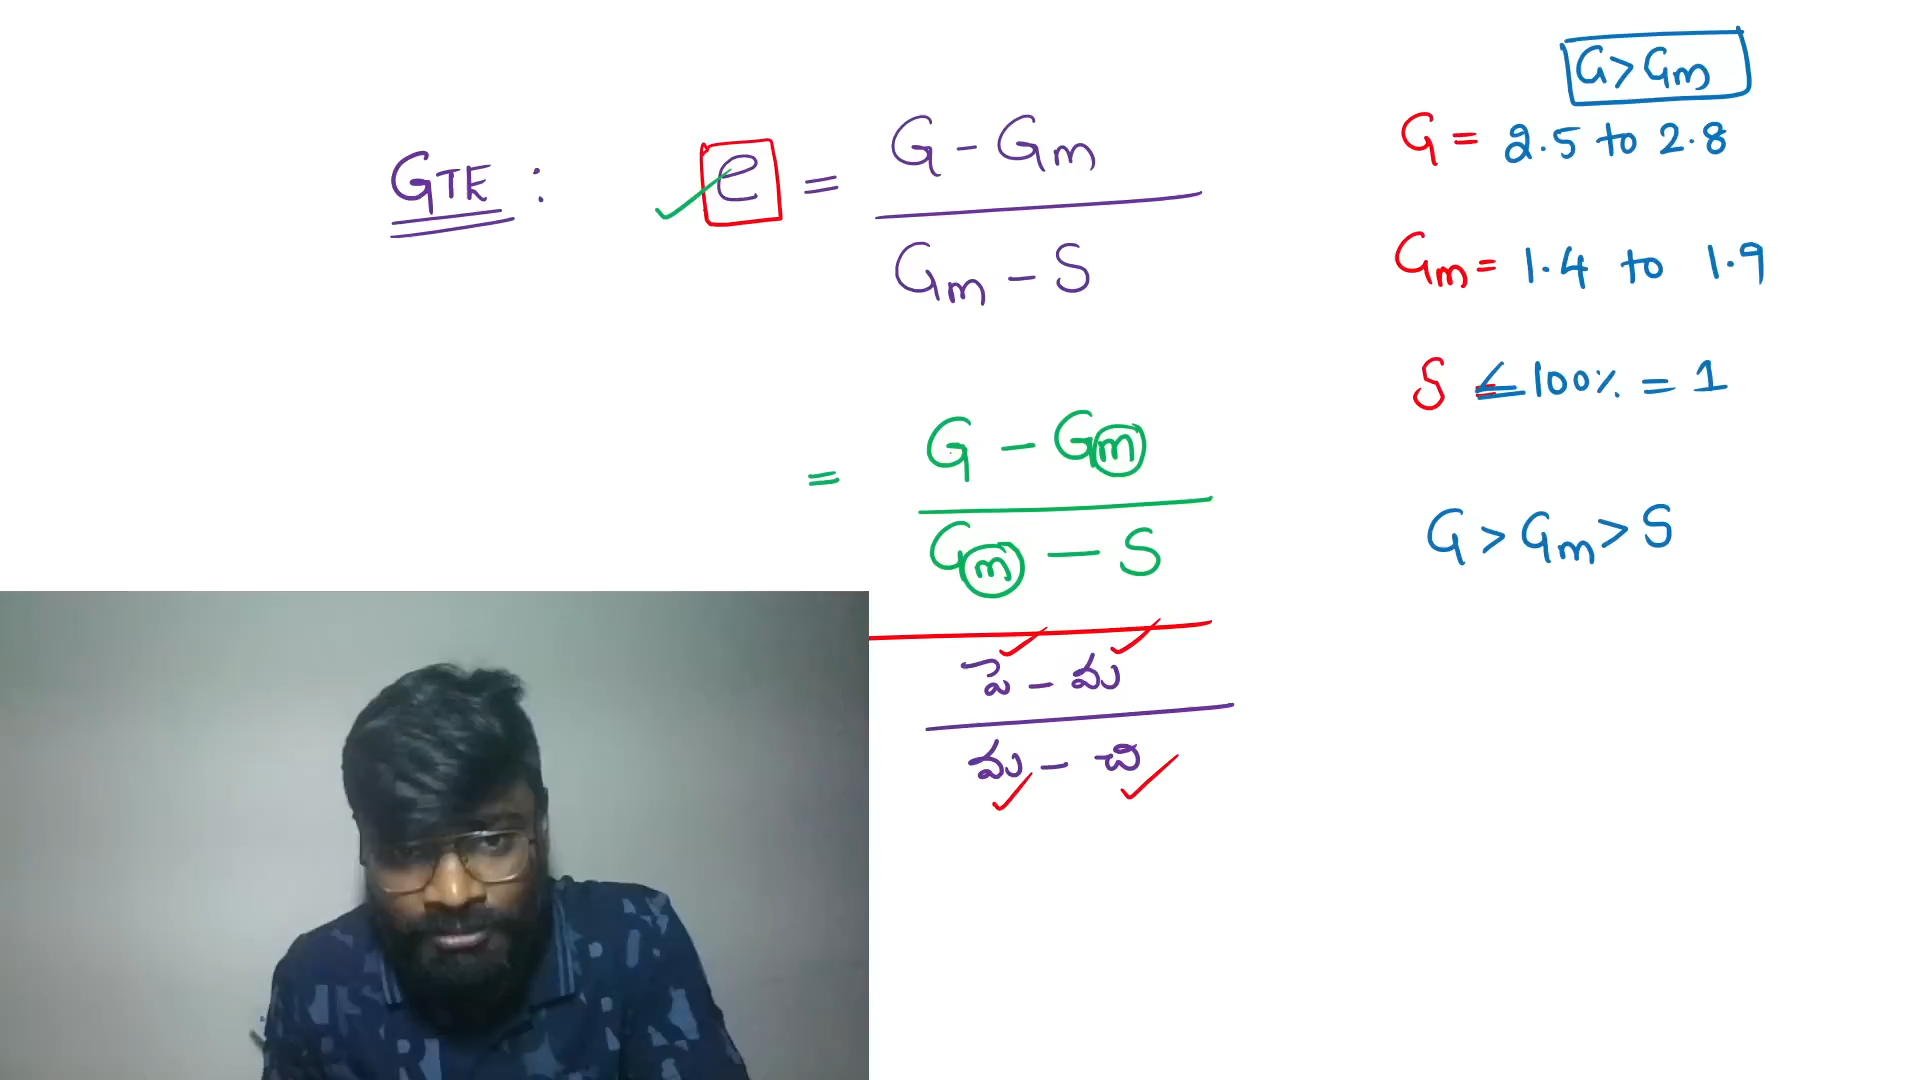 G > Gm
GTE : e = G - Gm
Gm - S
G = 2.5 to 2.8
Gm = 1.4 to 1.9
S ≤ 100% = 1
= G - Gm
Gm - S
G > Gm > S
పె - మ
మ - చి